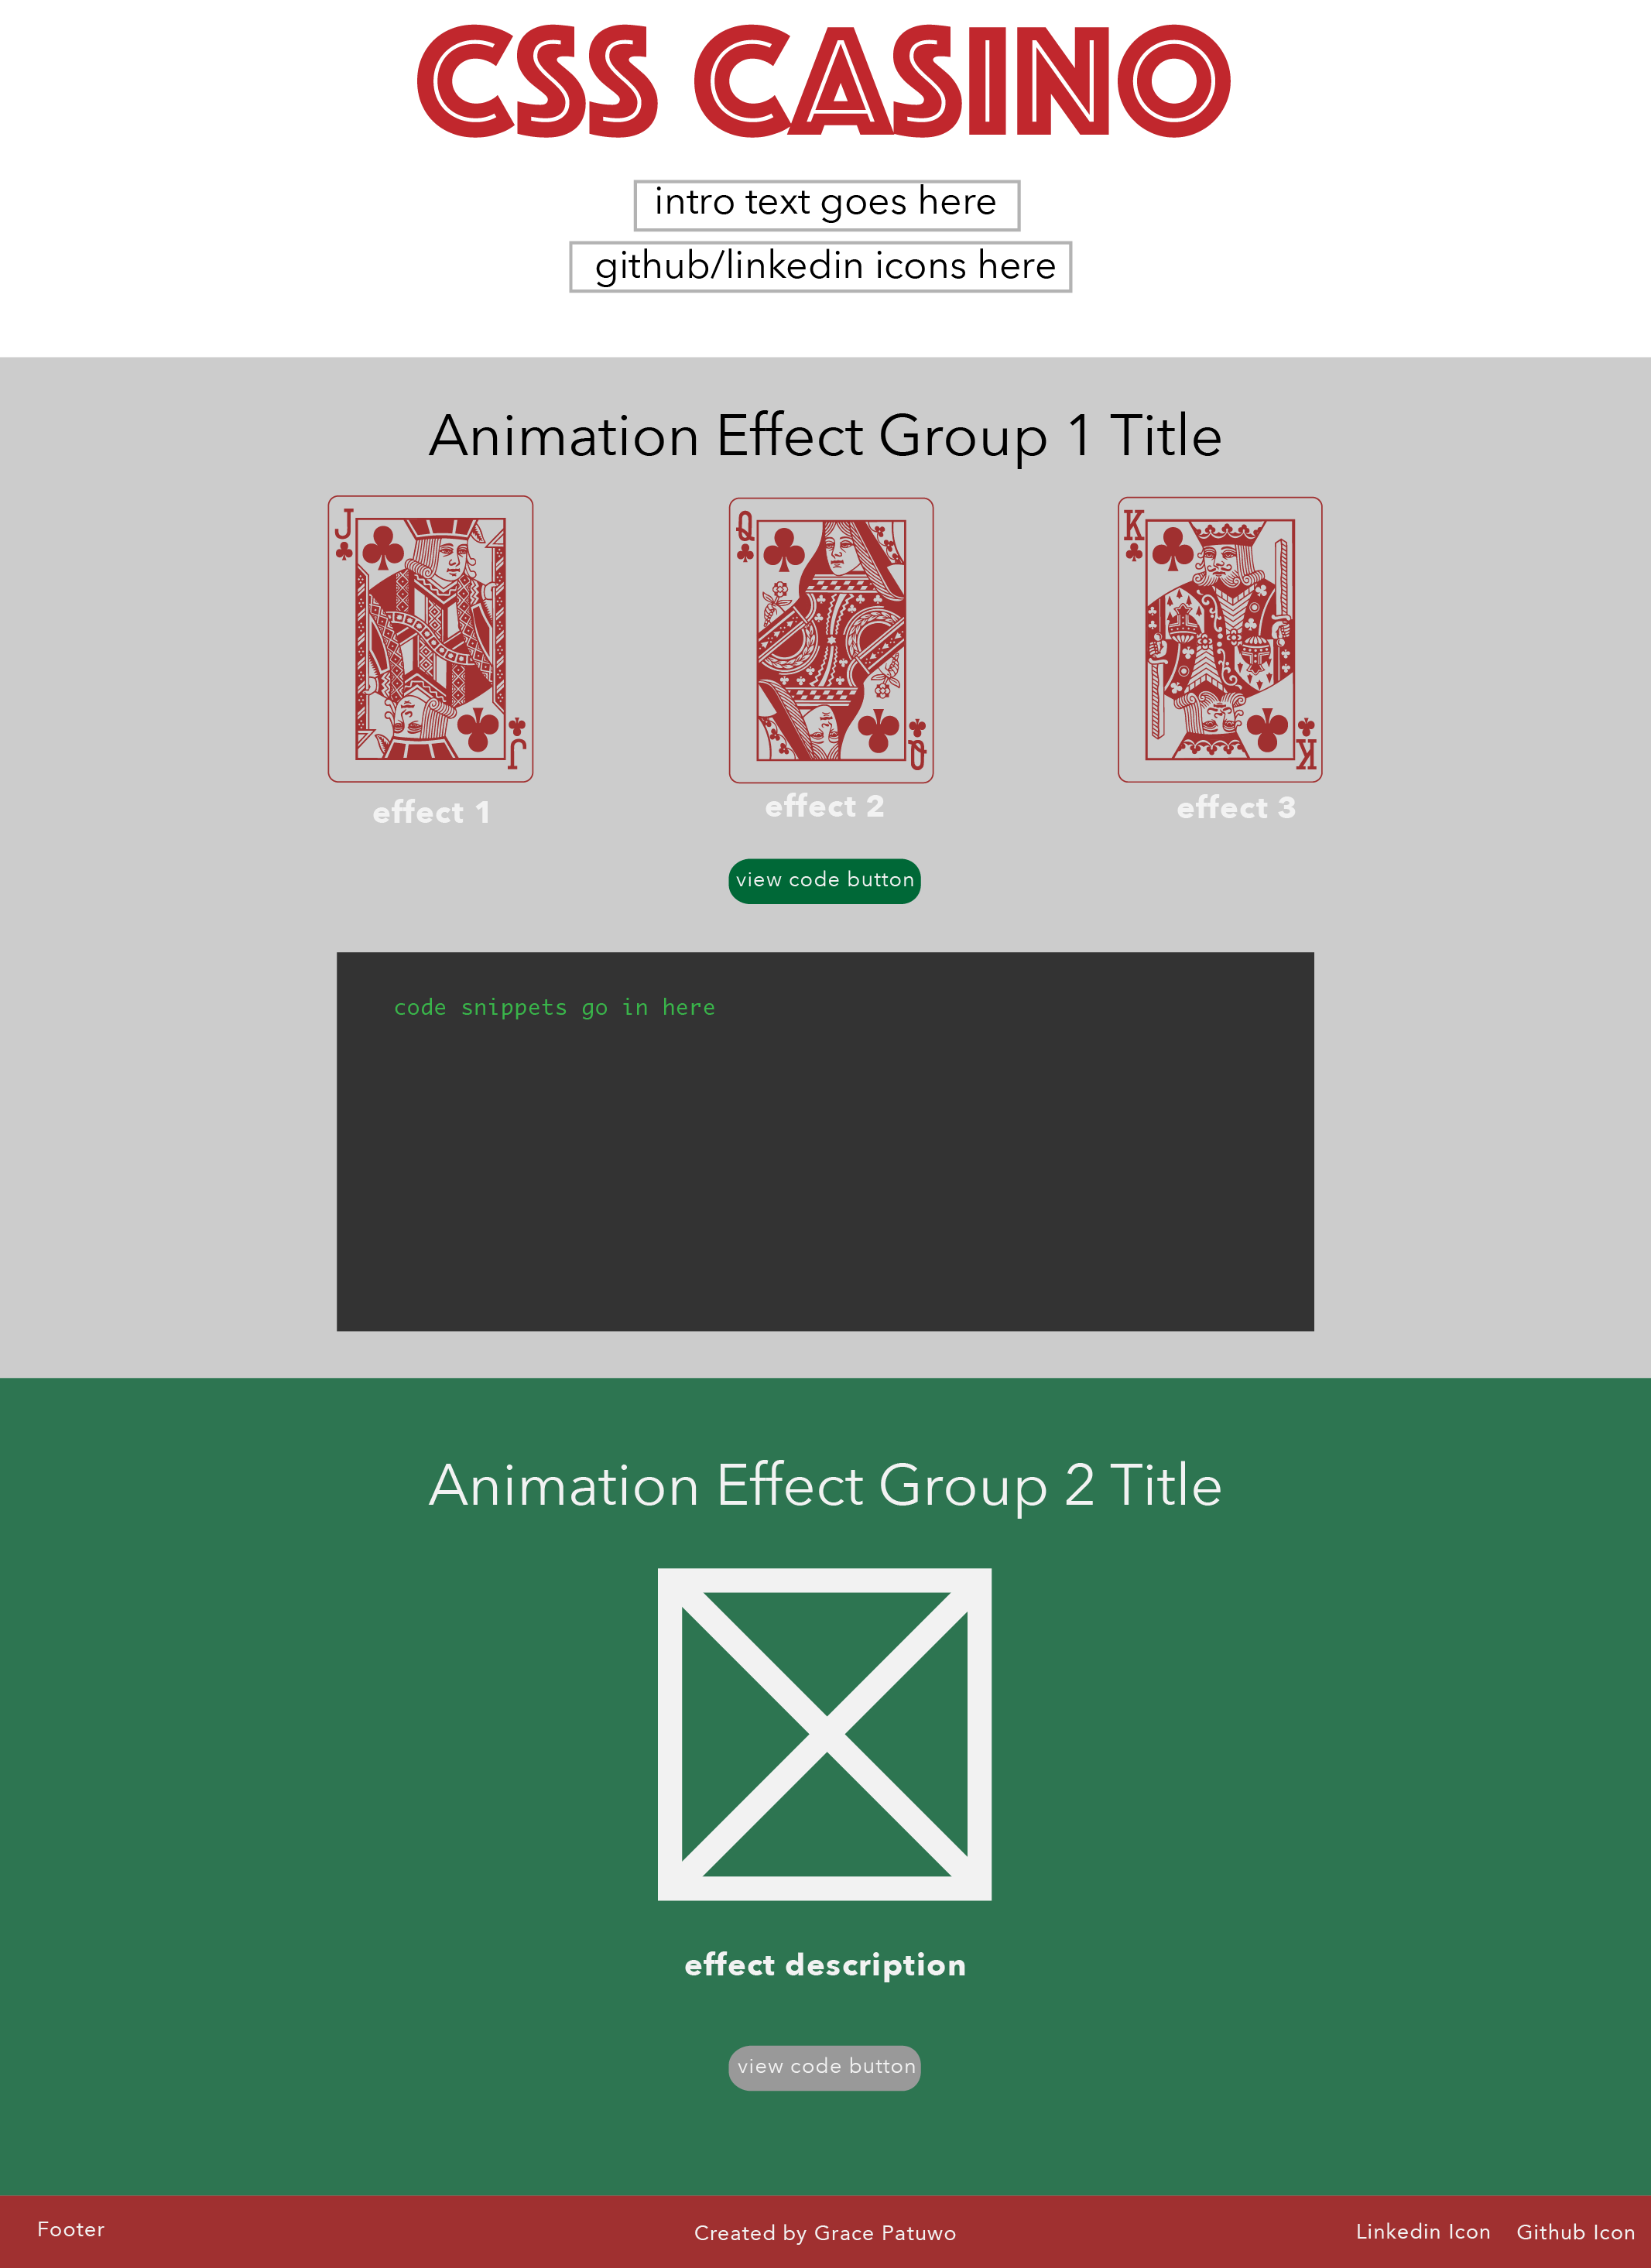 CSS CASINO
intro text goes here
github/linkedin icons here
Animation Effect Group 1 Title
J
Q
K
J
Q
K
effect 1
effect 2
effect 3
view code button
code snippets go in here
Animation Effect Group 2 Title
effect description
view code button
Footer
Created by Grace Patuwo
Linkedin Icon
Github Icon